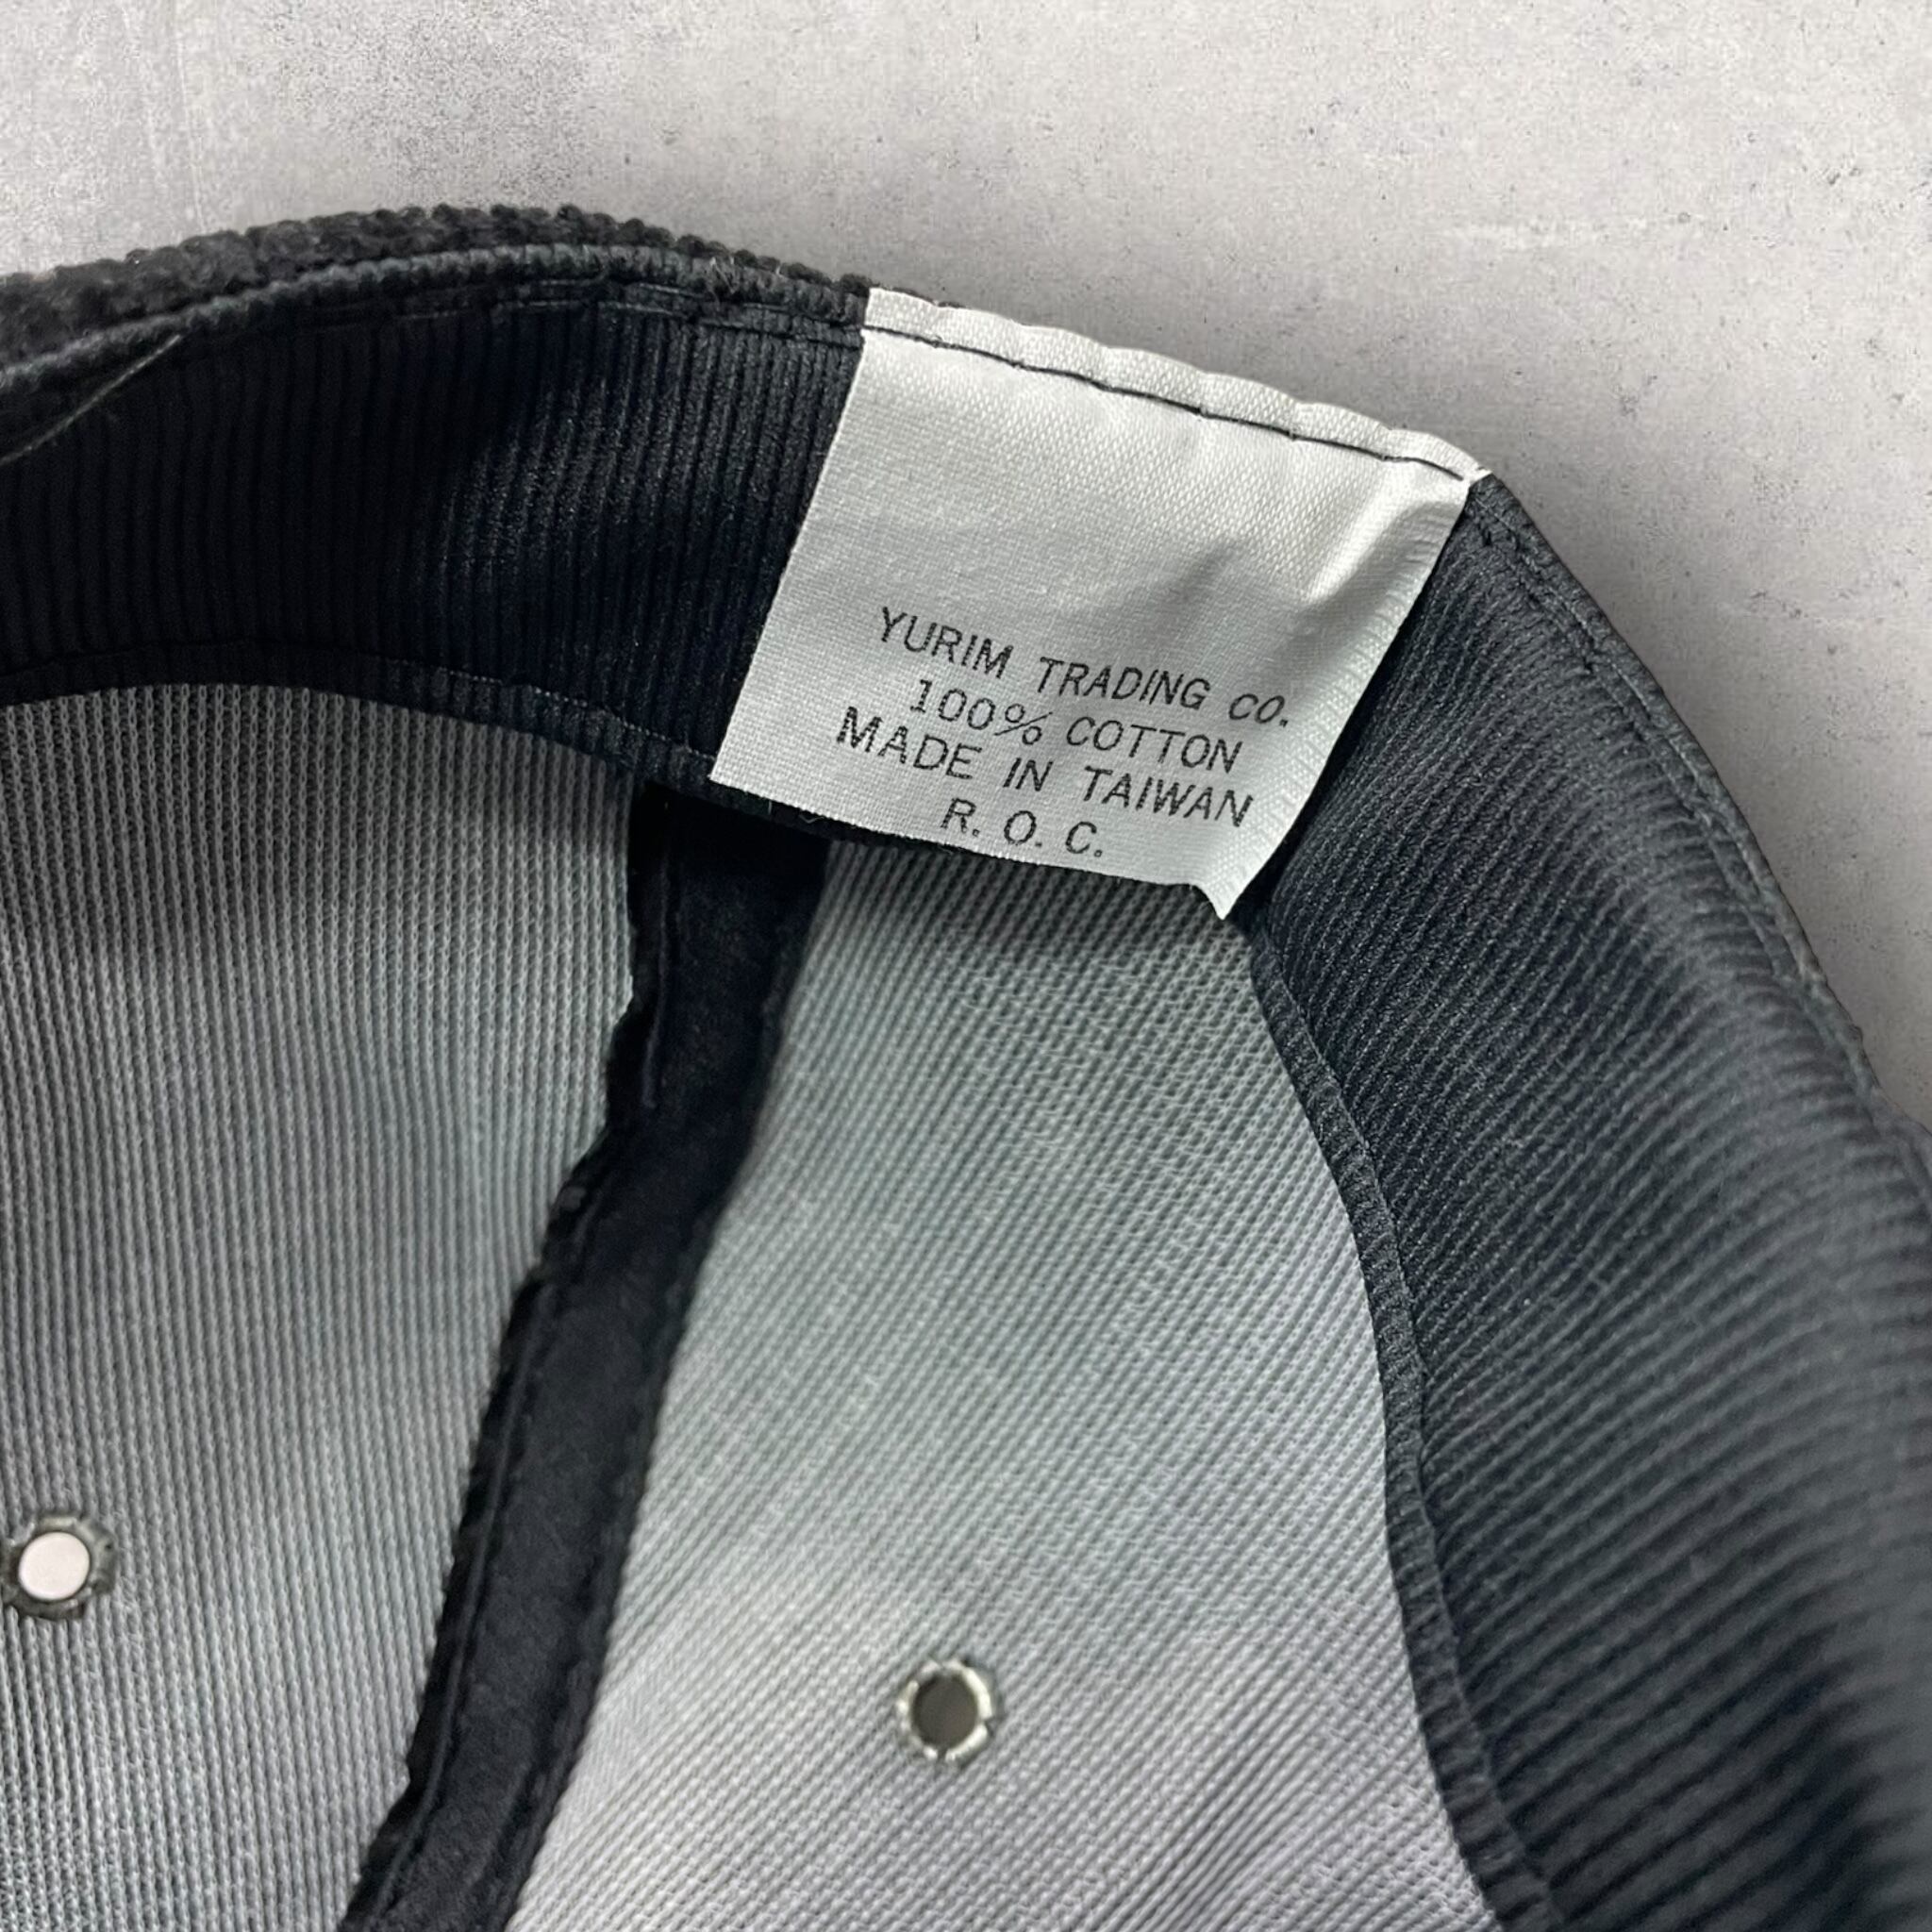 YURIM TRADING CO.
100% COTTON
MADE IN TAIWAN
R. O. C.